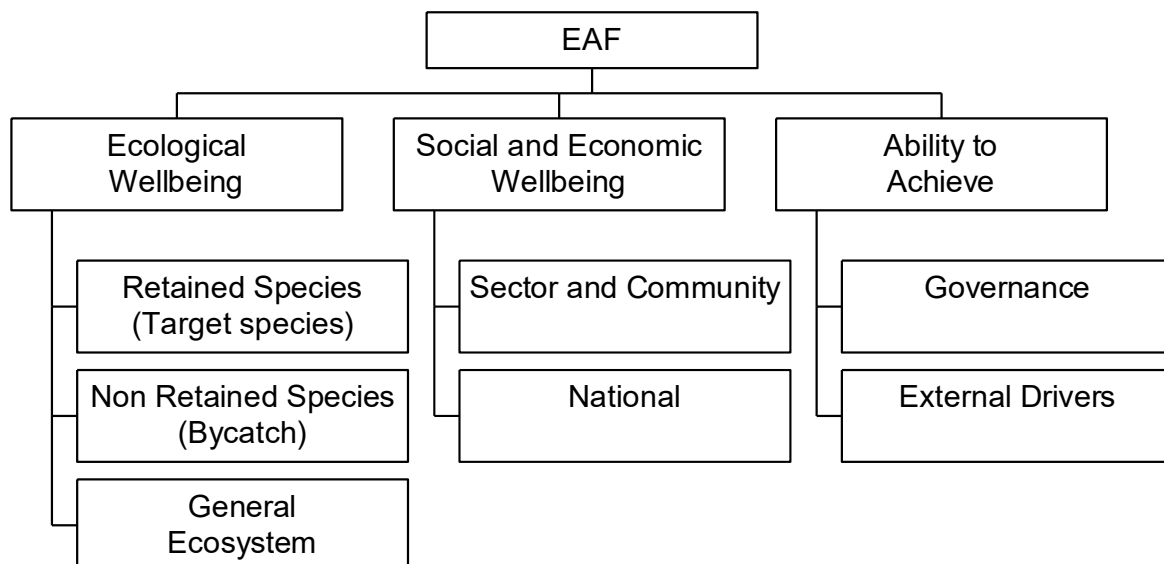 EAF
Ecological
Wellbeing
Social and Economic
Wellbeing
Ability to
Achieve
Retained Species
(Target species)
Sector and Community
Governance
Non Retained Species
(Bycatch)
National
External Drivers
General
Ecosystem